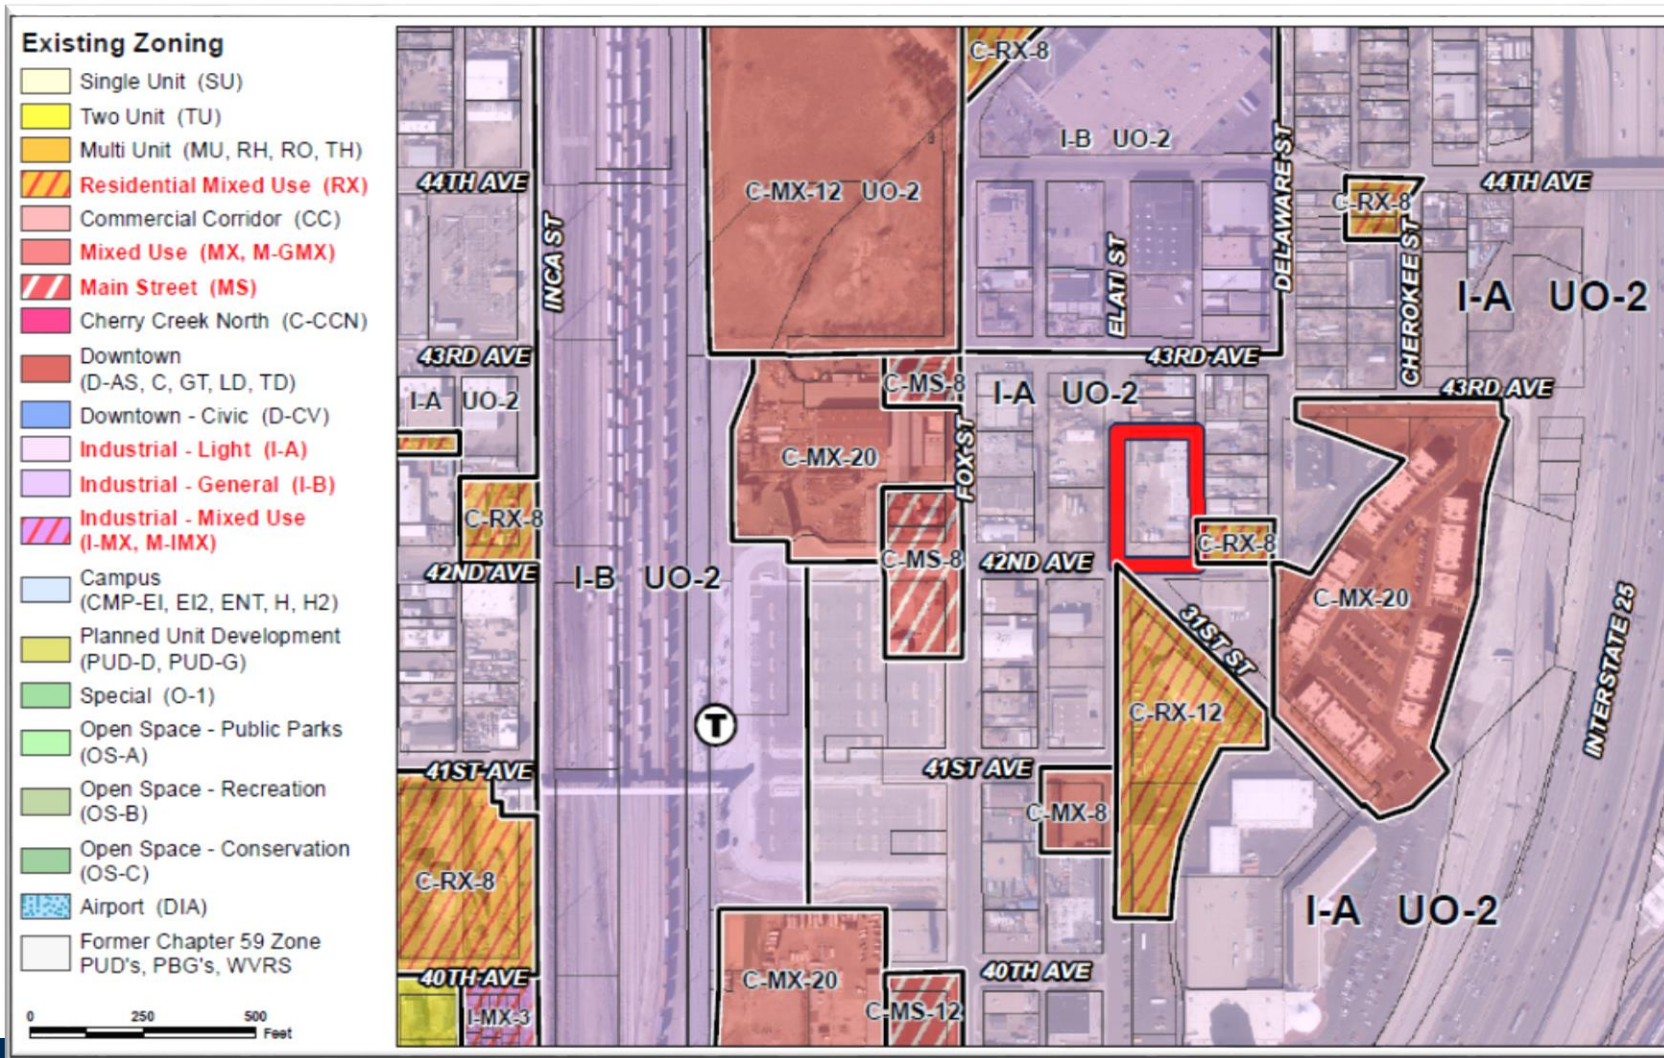 Existing Zoning
Single Unit (SU)
Two Unit (TU)
Multi Unit (MU, RH, RO, TH)
Residential Mixed Use (RX)
Commercial Corridor (CC)
Mixed Use (MX, M-GMX)
Main Street (MS)
Cherry Creek North (C-CCN)
Downtown
(D-AS, C, GT, LD, TD)
Downtown - Civic (D-CV)
Industrial - Light (I-A)
Industrial - General (I-B)
Industrial - Mixed Use
(I-MX, M-IMX)
Campus
(CMP-EI, EI2, ENT, H, H2)
Planned Unit Development
(PUD-D, PUD-G)
Special (O-1)
Open Space - Public Parks
(OS-A)
Open Space - Recreation
(OS-B)
Open Space - Conservation
(OS-C)
Airport (DIA)
Former Chapter 59 Zone
PUD's, PBG's, WVRS
0 250 500
Feet
C-RX-8
I-B UO-2
44TH AVE
C-MX-12 UO-2
44TH AVE
C-RX-8
INCA ST
ELATI ST
DELAWARE ST
CHEROKEE ST
I-A UO-2
43RD AVE
43RD AVE
43RD AVE
I-A UO-2
C-MS-8
I-A UO-2
C-MX-20
FOX ST
C-RX-8
C-RX-8
C-MS-8
42ND AVE
42ND AVE
I-B UO-2
C-MX-20
31ST ST
INTERSTATE 25
C-RX-12
T
41ST AVE
41ST AVE
C-MX-8
C-RX-8
I-A UO-2
40TH AVE
C-MX-20
40TH AVE
I-MX-3
C-MS-12